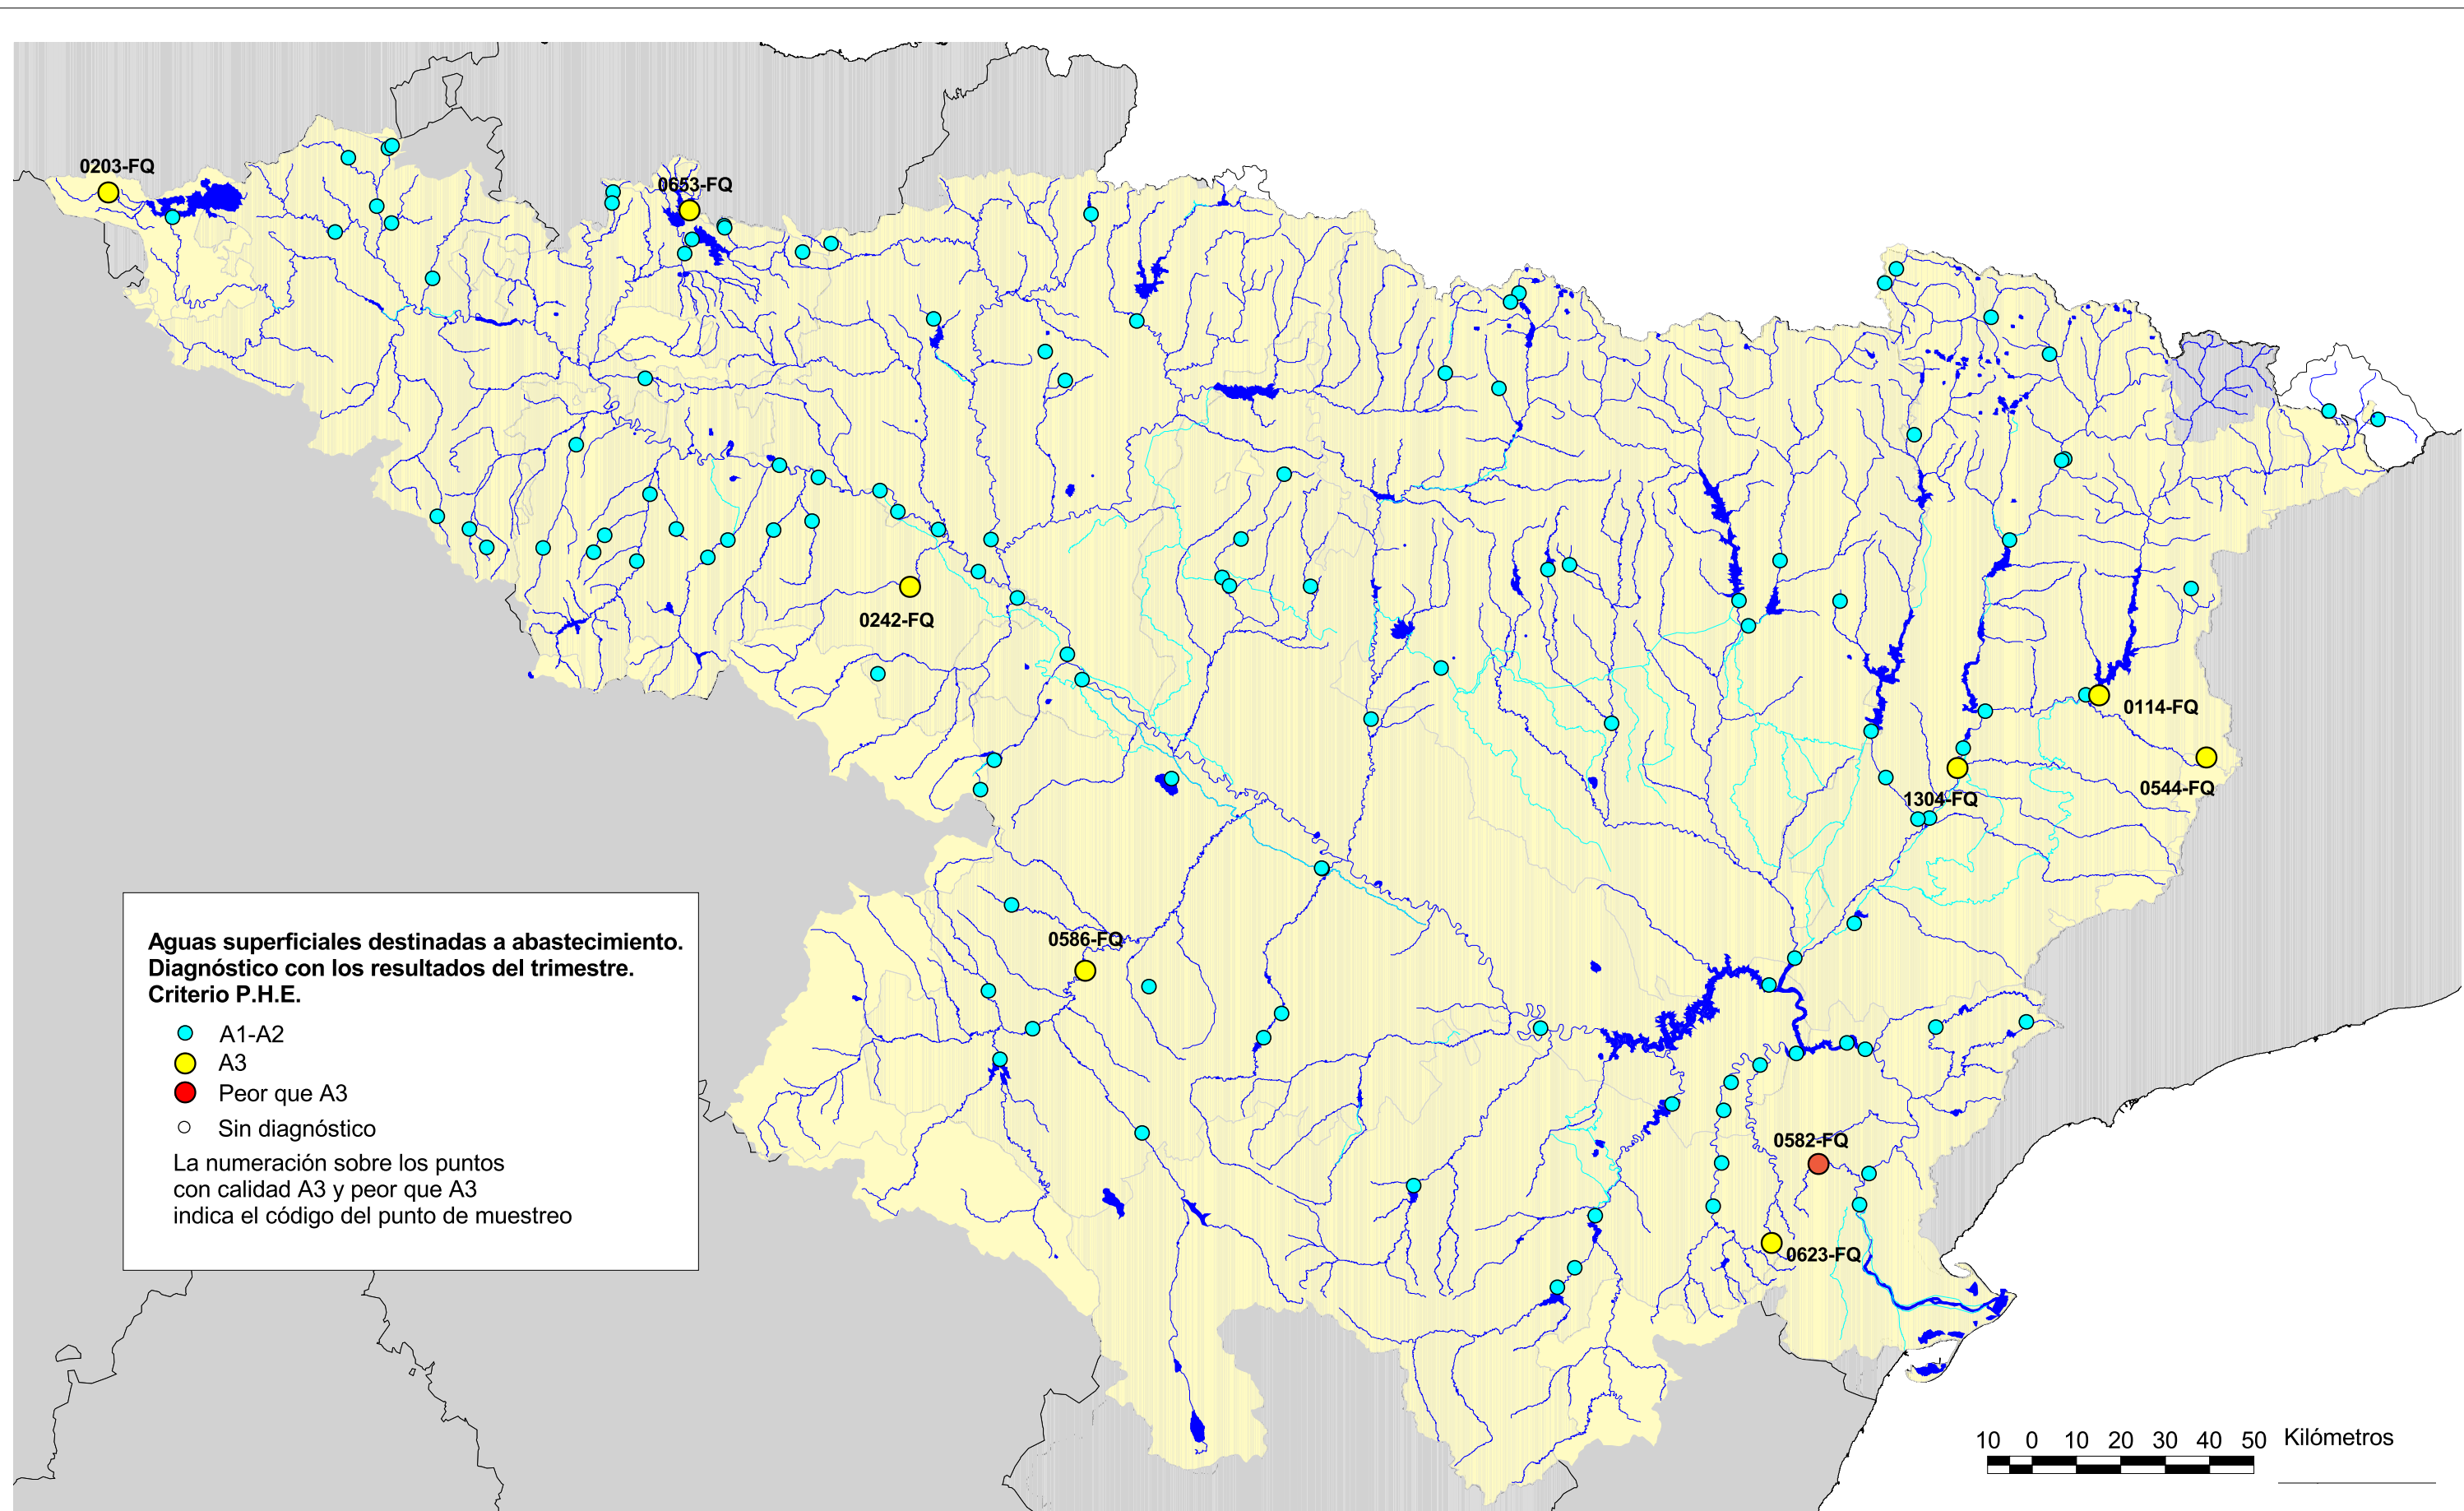 0203-FQ
0653-FQ
0242-FQ
0114-FQ
0544-FQ
1304-FQ
0586-FQ
0582-FQ
0623-FQ
Aguas superficiales destinadas a abastecimiento.
Diagnóstico con los resultados del trimestre.
Criterio P.H.E.
A1-A2
A3
Peor que A3
Sin diagnóstico
La numeración sobre los puntos
con calidad A3 y peor que A3
indica el código del punto de muestreo
10 0 10 20 30 40 50 Kilómetros